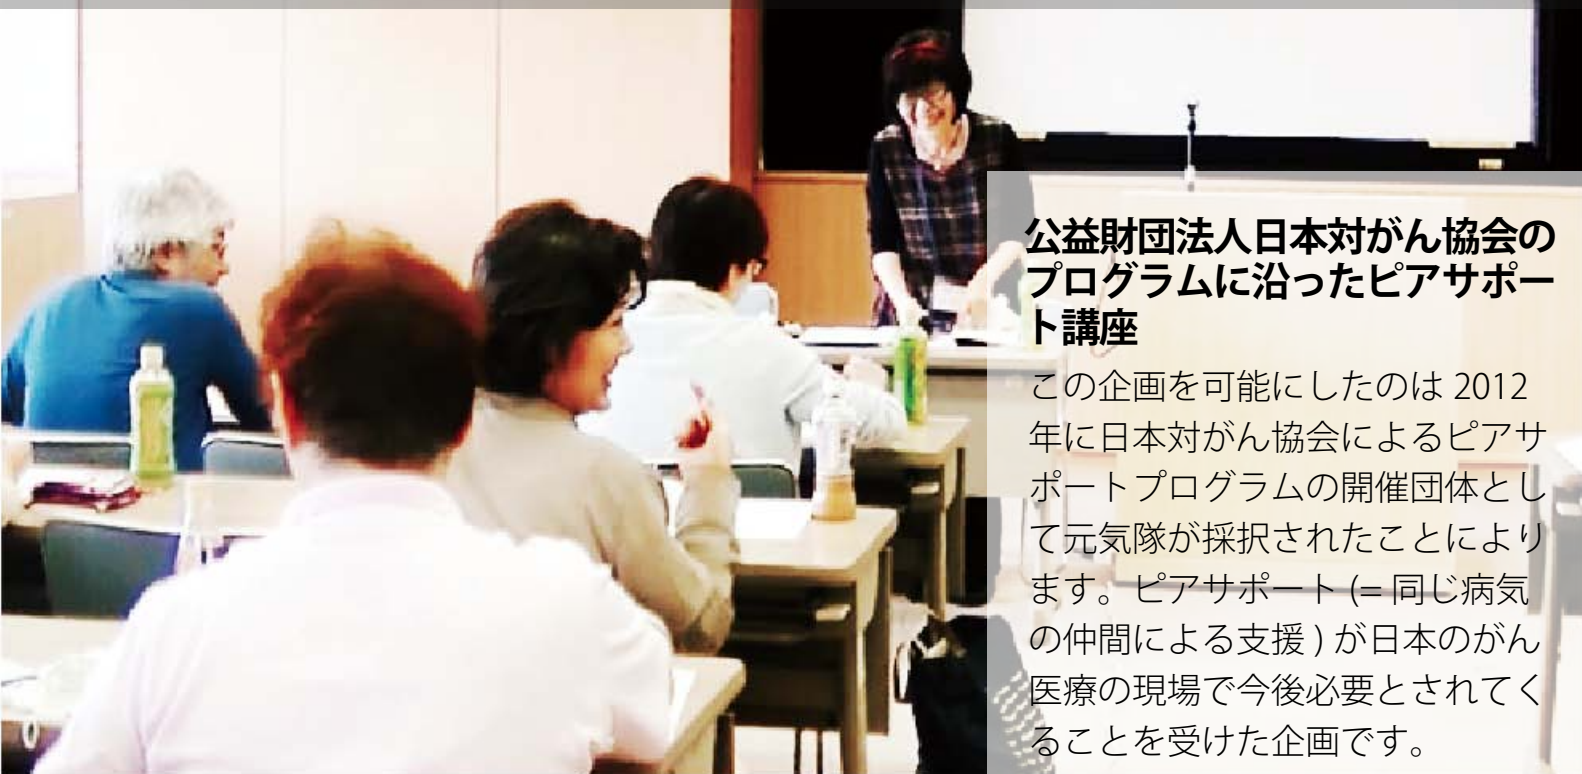 公益財団法人日本対がん協会の
プログラムに沿ったピアサポー
ト講座
この企画を可能にしたのは 2012
年に日本対がん協会によるピアサ
ポートプログラムの開催団体とし
て元気隊が採択されたことにより
ます。ピアサポート (= 同じ病気
の仲間による支援 ) が日本のがん
医療の現場で今後必要とされてく
ることを受けた企画です。